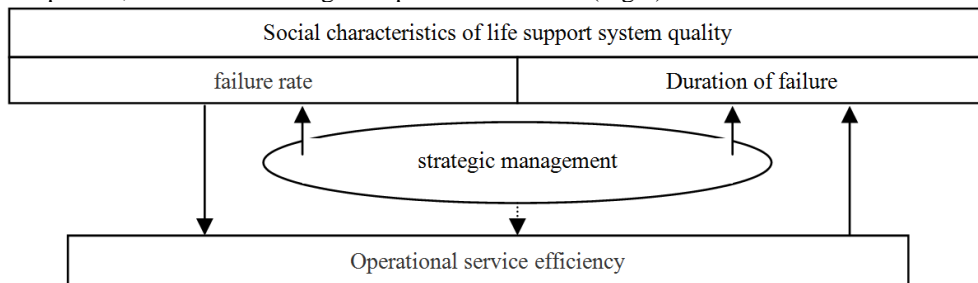 Social characteristics of life support system quality
failure rate
Duration of failure
strategic management
Operational service efficiency